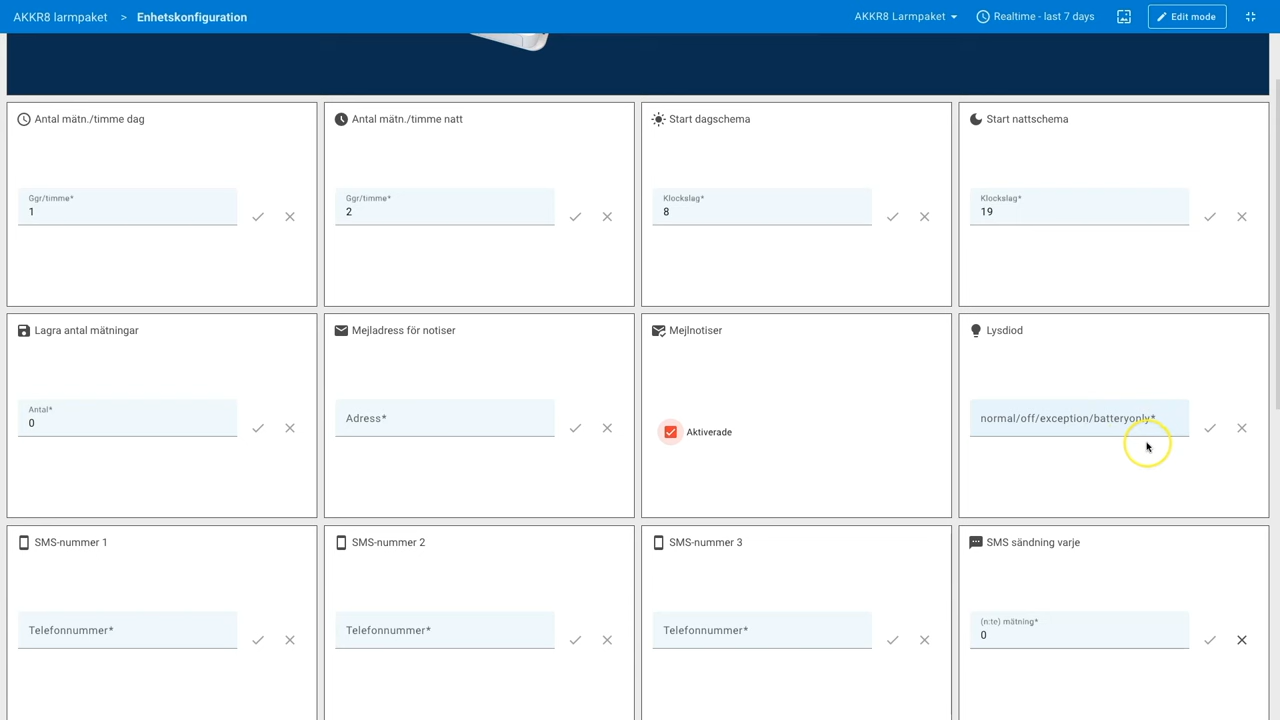 AKKR8 larmpaket > Enhetskonfiguration
AKKR8 Larmpaket
Realtime - last 7 days
Edit mode
Antal mätn./timme dag
Antal mätn./timme natt
Start dagschema
Start nattschema
Ggr/timme*
1
Ggr/timme*
2
Klockslag*
8
Klockslag*
19
Lagra antal mätningar
Mejladress för notiser
Mejlnotiser
Lysdiod
Antal*
0
Adress*
Aktiverade
normal/off/exception/batteryonly*
SMS-nummer 1
SMS-nummer 2
SMS-nummer 3
SMS sändning varje
Telefonnummer*
Telefonnummer*
Telefonnummer*
(n:te) mätning*
0